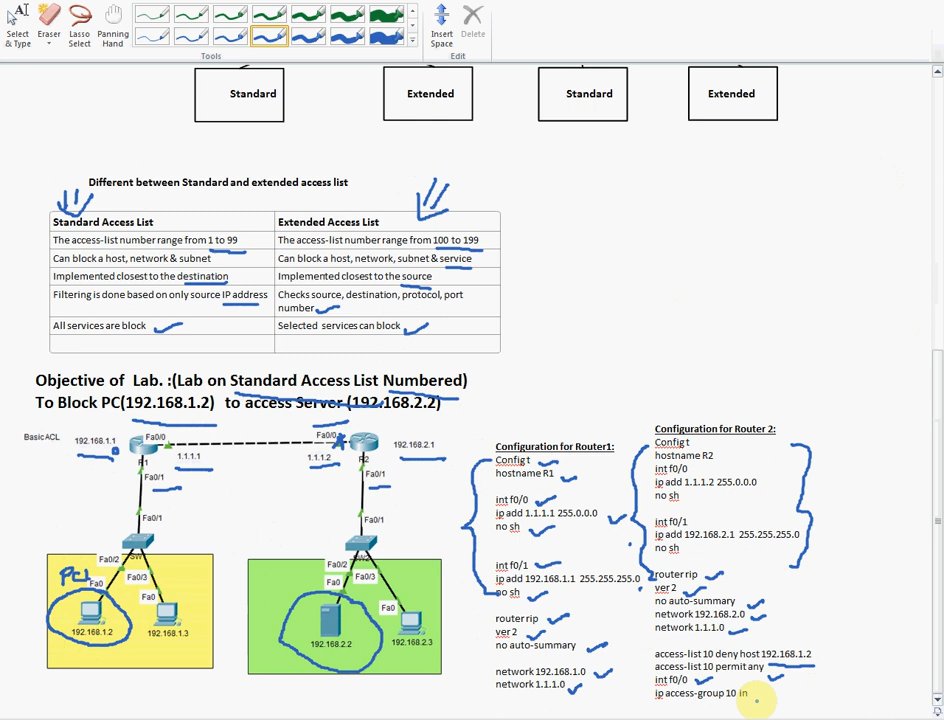 Select & Type
Eraser
Lasso Select
Panning Hand
Insert Space
Delete
Tools
Edit
Standard
Extended
Standard
Extended
Different between Standard and extended access list
Standard Access List
Extended Access List
The access-list number range from 1 to 99
The access-list number range from 100 to 199
Can block a host, network & subnet
Can block a host, network, subnet & service
Implemented closest to the destination
Implemented closest to the source
Filtering is done based on only source IP address
Checks source, destination, protocol, port
number
All services are block
Selected services can block
Objective of Lab. :(Lab on Standard Access List Numbered)
To Block PC(192.168.1.2) to access Server (192.168.2.2)
Basic ACL
192.168.1.1
Fa0/0
Fa0/0
192.168.2.1
R1
1.1.1.1
1.1.1.2
R2
Fa0/1
Fa0/1
Fa0/1
Fa0/1
SW2
Fa0/2
Fa0/3
Fa0/2
Fa0/3
PC1
Fa0
Fa0
Fa0
Fa0
192.168.1.2
192.168.1.3
192.168.2.2
192.168.2.3
Configuration for Router1:
Config t
hostname R1
int f0/0
ip add 1.1.1.1 255.0.0.0
no sh
int f0/1
ip add 192.168.1.1 255.255.255.0
no sh
router rip
ver 2
no auto-summary
network 192.168.1.0
network 1.1.1.0
Configuration for Router 2:
Config t
hostname R2
int f0/0
ip add 1.1.1.2 255.0.0.0
no sh
int f0/1
ip add 192.168.2.1 255.255.255.0
no sh
router rip
ver 2
no auto-summary
network 192.168.2.0
network 1.1.1.0
access-list 10 deny host 192.168.1.2
access-list 10 permit any
int f0/0
ip access-group 10 in